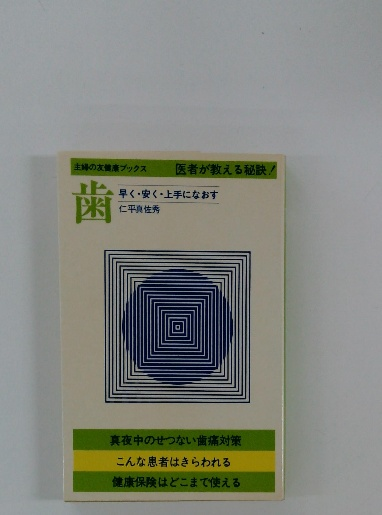 主婦の友健康ブックス
医者が教える秘訣!
歯
早く・安く・上手になおす
仁平真佐秀
真夜中のせつない歯痛対策
こんな患者はきらわれる
健康保険はどこまで使える